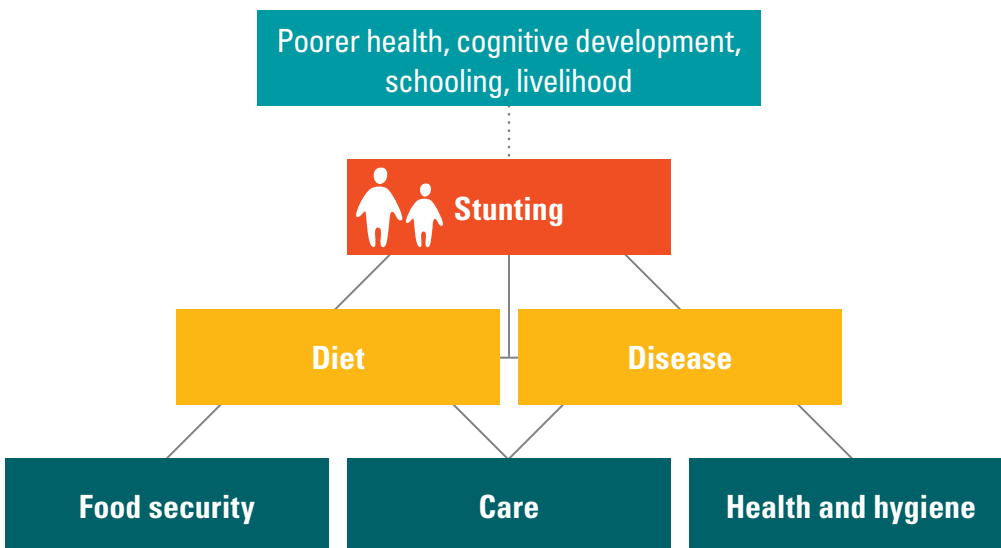 Poorer health, cognitive development,
schooling, livelihood
Stunting
Diet
Disease
Food security
Care
Health and hygiene